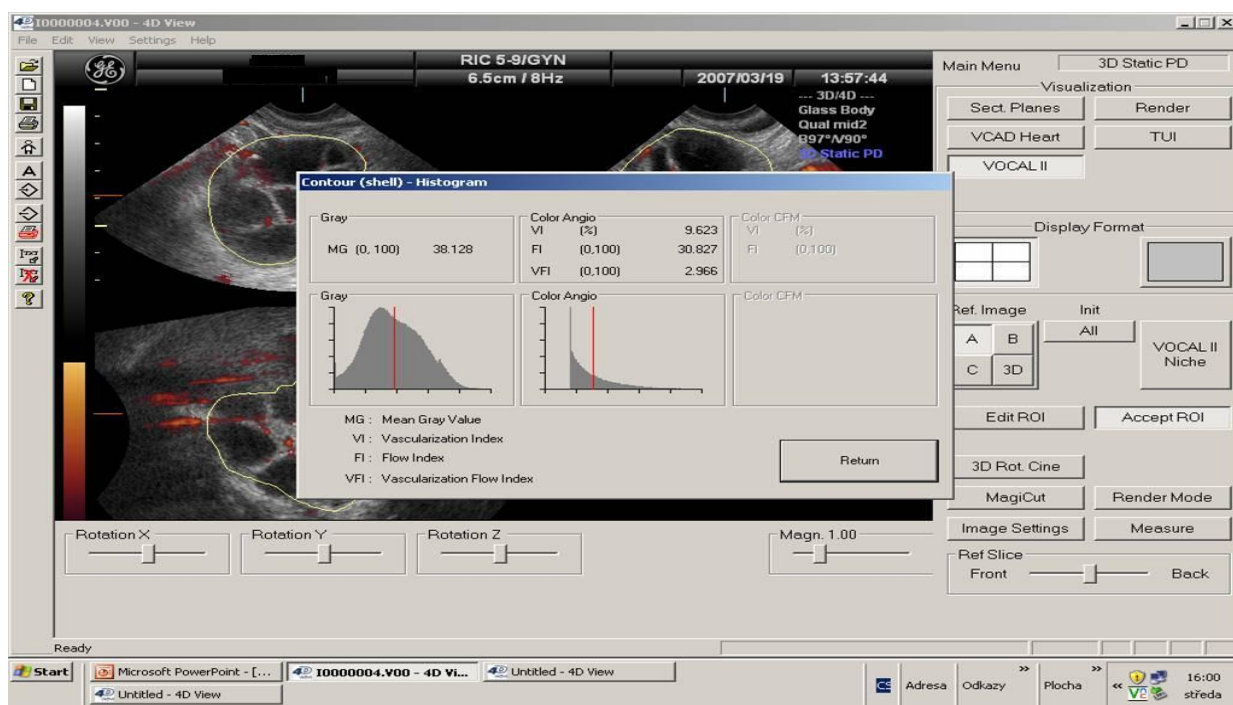 I0000004.V00 - 4D View
File Edit View Settings Help
RIC 5-9/GYN
6.5cm / 8Hz 2007/03/19 13:57:44
--- 3D/4D ---
Glass Body
Qual mid2
B97°/V90°
3D Static PD
Main Menu 3D Static PD
Visualization
Sect. Planes Render
VCAD Heart TUI
VOCAL II
Display Format
Ref. Image Init
A B All
C 3D
VOCAL II
Niche
Edit ROI Accept ROI
3D Rot. Cine
MagiCut Render Mode
Image Settings Measure
Ref Slice
Front Back
Contour (shell) - Histogram
Gray
MG (0, 100) 38.128
Color Angio
VI (%) 9.623
FI (0,100) 30.827
VFI (0,100) 2.966
Color CFM
VI (%)
FI (0,100)
Gray
Color Angio
Color CFM
MG : Mean Gray Value
VI : Vascularization Index
FI : Flow Index
VFI : Vascularization Flow Index
Return
Rotation X Rotation Y Rotation Z Magn. 1.00
Ready
Start Microsoft PowerPoint - [... I0000004.V00 - 4D Vi... Untitled - 4D View
Untitled - 4D View
CS Adresa Odkazy » Plocha » « 16:00
středa